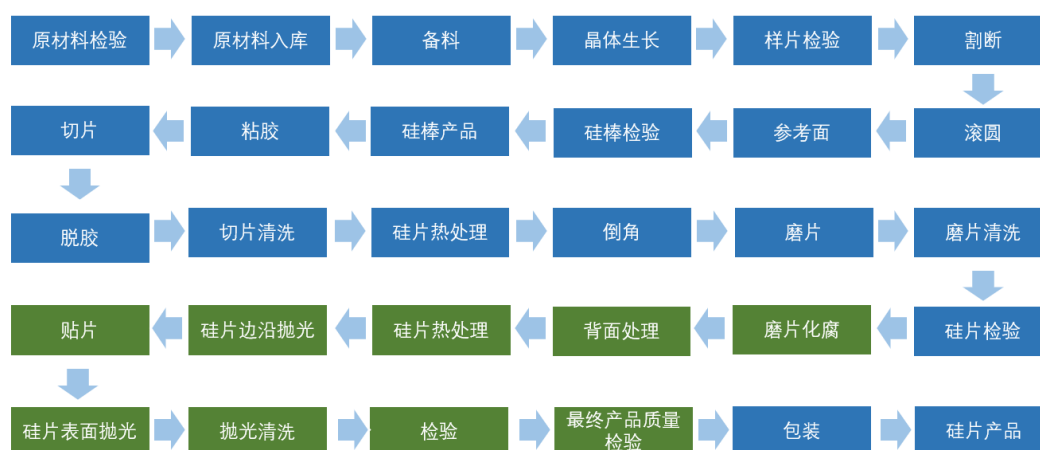 原材料检验
原材料入库
备料
晶体生长
样片检验
割断
切片
粘胶
硅棒产品
硅棒检验
参考面
滚圆
脱胶
切片清洗
硅片热处理
倒角
磨片
磨片清洗
贴片
硅片边沿抛光
硅片热处理
背面处理
磨片化腐
硅片检验
硅片表面抛光
抛光清洗
检验
最终产品质量
检验
包装
硅片产品